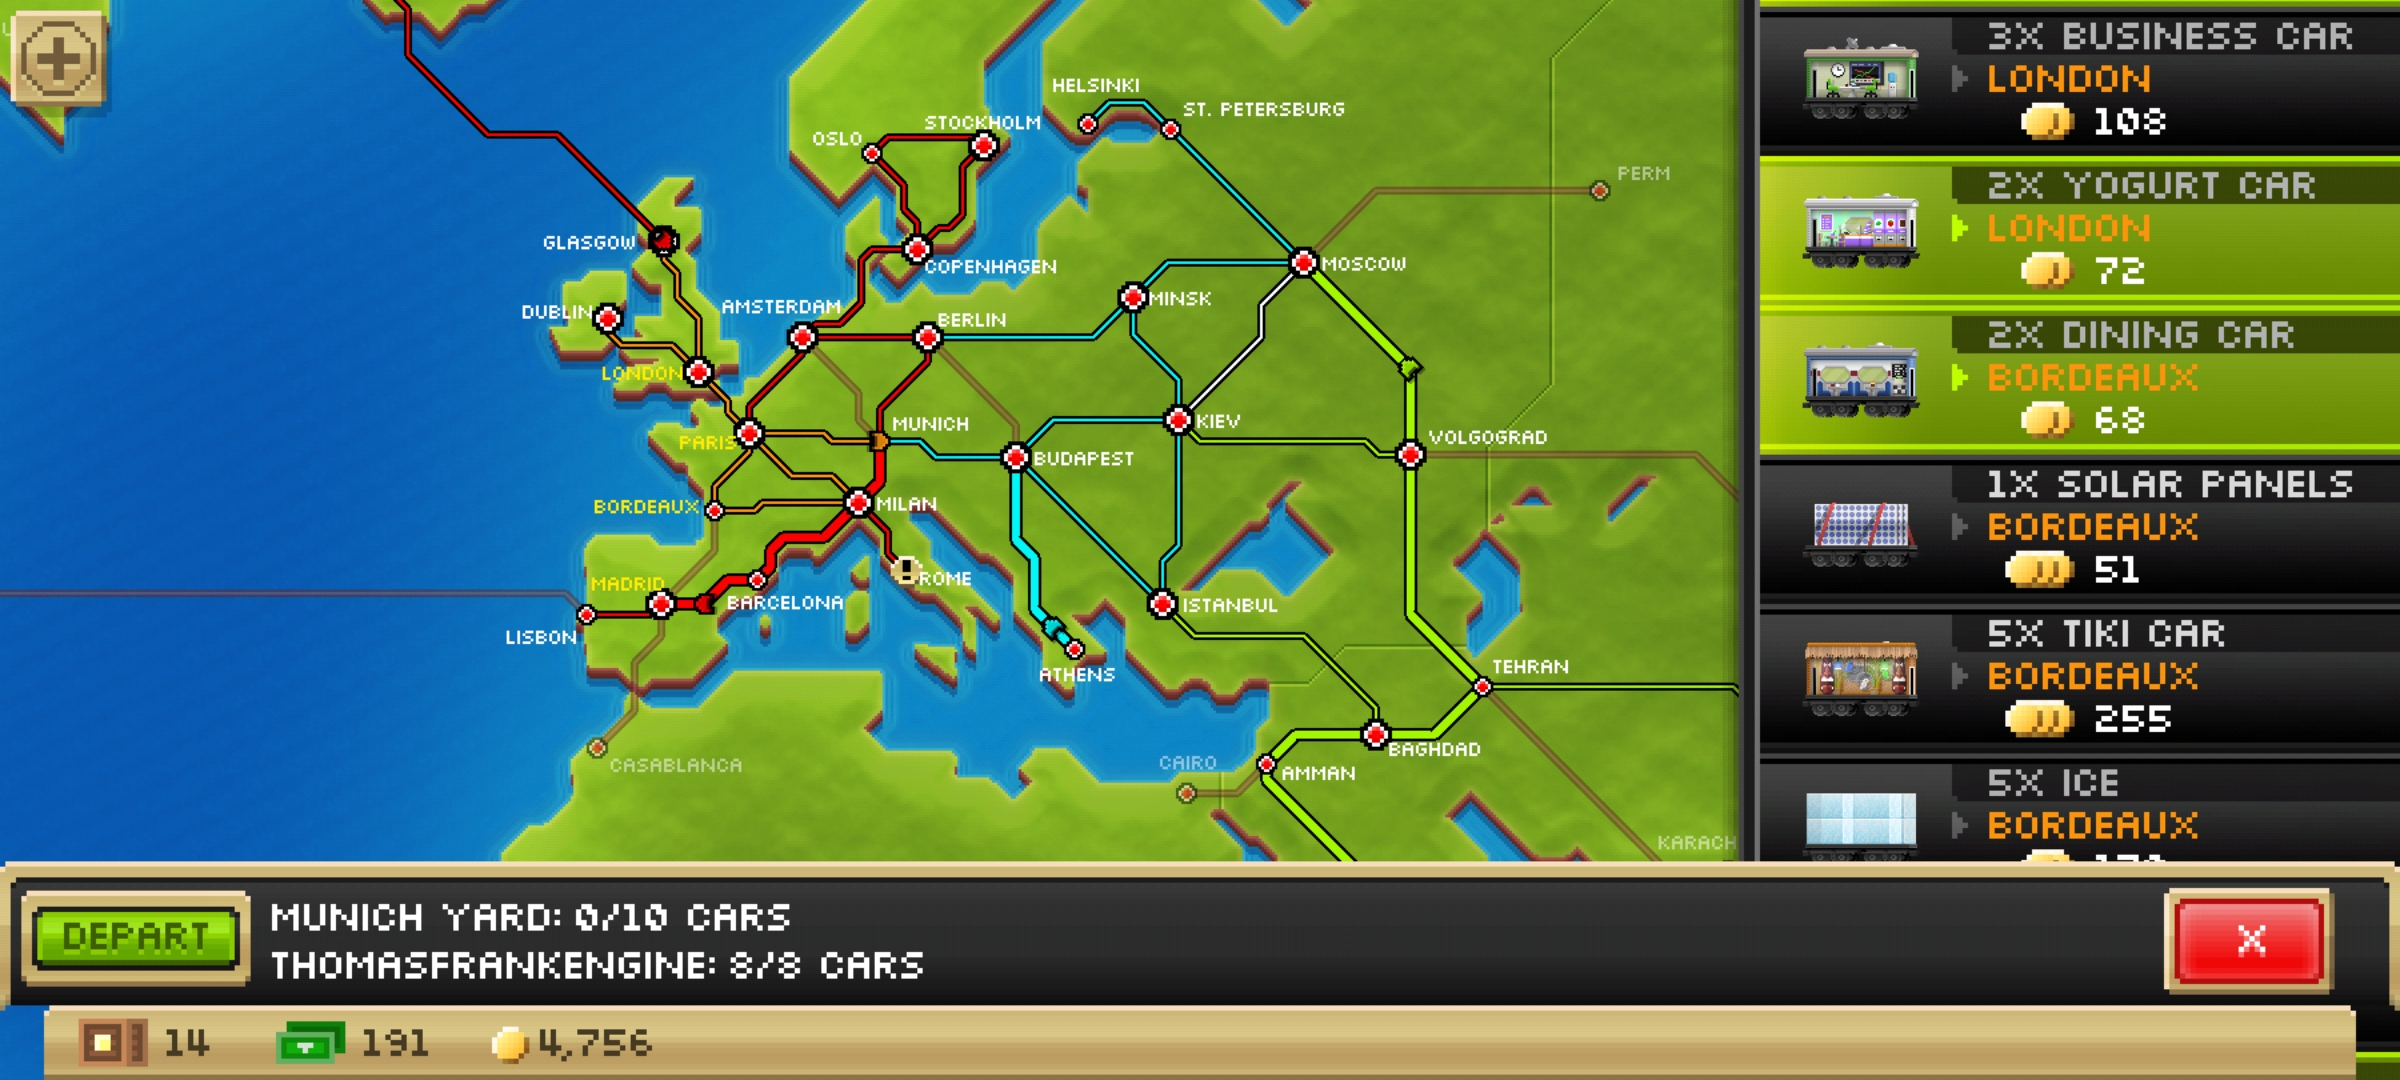 HELSINKI
ST. PETERSBURG
STOCKHOLM
OSLO
PERM
GLASGOW
COPENHAGEN
MOSCOW
DUBLIN
AMSTERDAM
MINSK
BERLIN
LONDON
MUNICH
KIEV
VOLGOGRAD
PARIS
BUDAPEST
BORDEAUX
MILAN
MADRID
ROME
BARCELONA
ISTANBUL
LISBON
ATHENS
TEHRAN
CASABLANCA
CAIRO
BAGHDAD
AMMAN
KARACH
3X BUSINESS CAR
LONDON
108
2X YOGURT CAR
LONDON
72
2X DINING CAR
BORDEAUX
68
1X SOLAR PANELS
BORDEAUX
51
5X TIKI CAR
BORDEAUX
255
5X ICE
BORDEAUX
DEPART
MUNICH YARD: 0/10 CARS
THOMASFRANKENGINE: 8/8 CARS
X
14
191
4,756